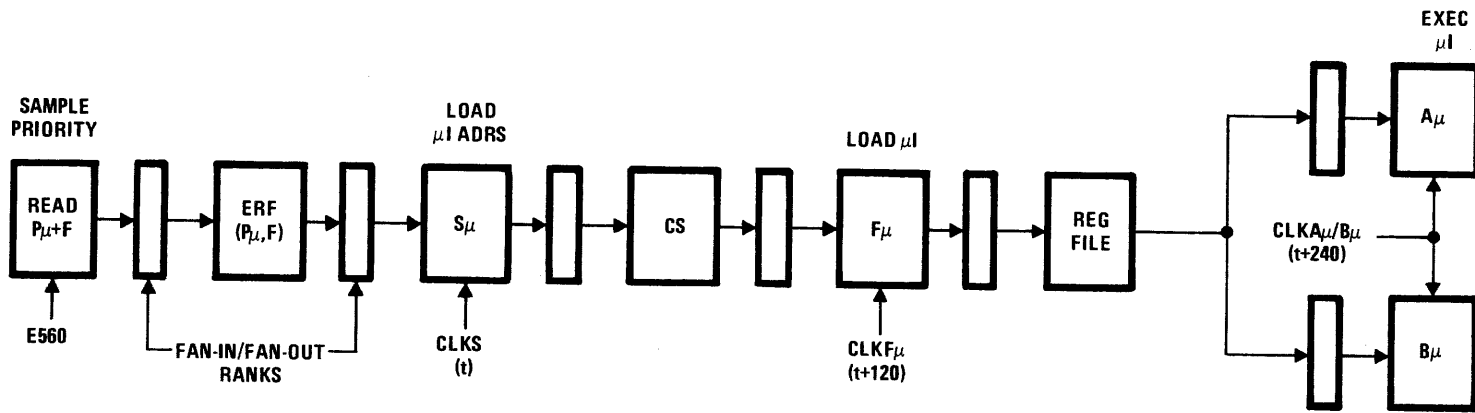 EXEC
μI
SAMPLE
PRIORITY
LOAD
μI ADRS
LOAD μI
READ
Pμ+F
ERF
(Pμ,F)
Sμ
CS
Fμ
REG
FILE
Aμ
Bμ
CLKAμ/Bμ
(t+240)
E560
FAN-IN/FAN-OUT
RANKS
CLKS
(t)
CLKFμ
(t+120)